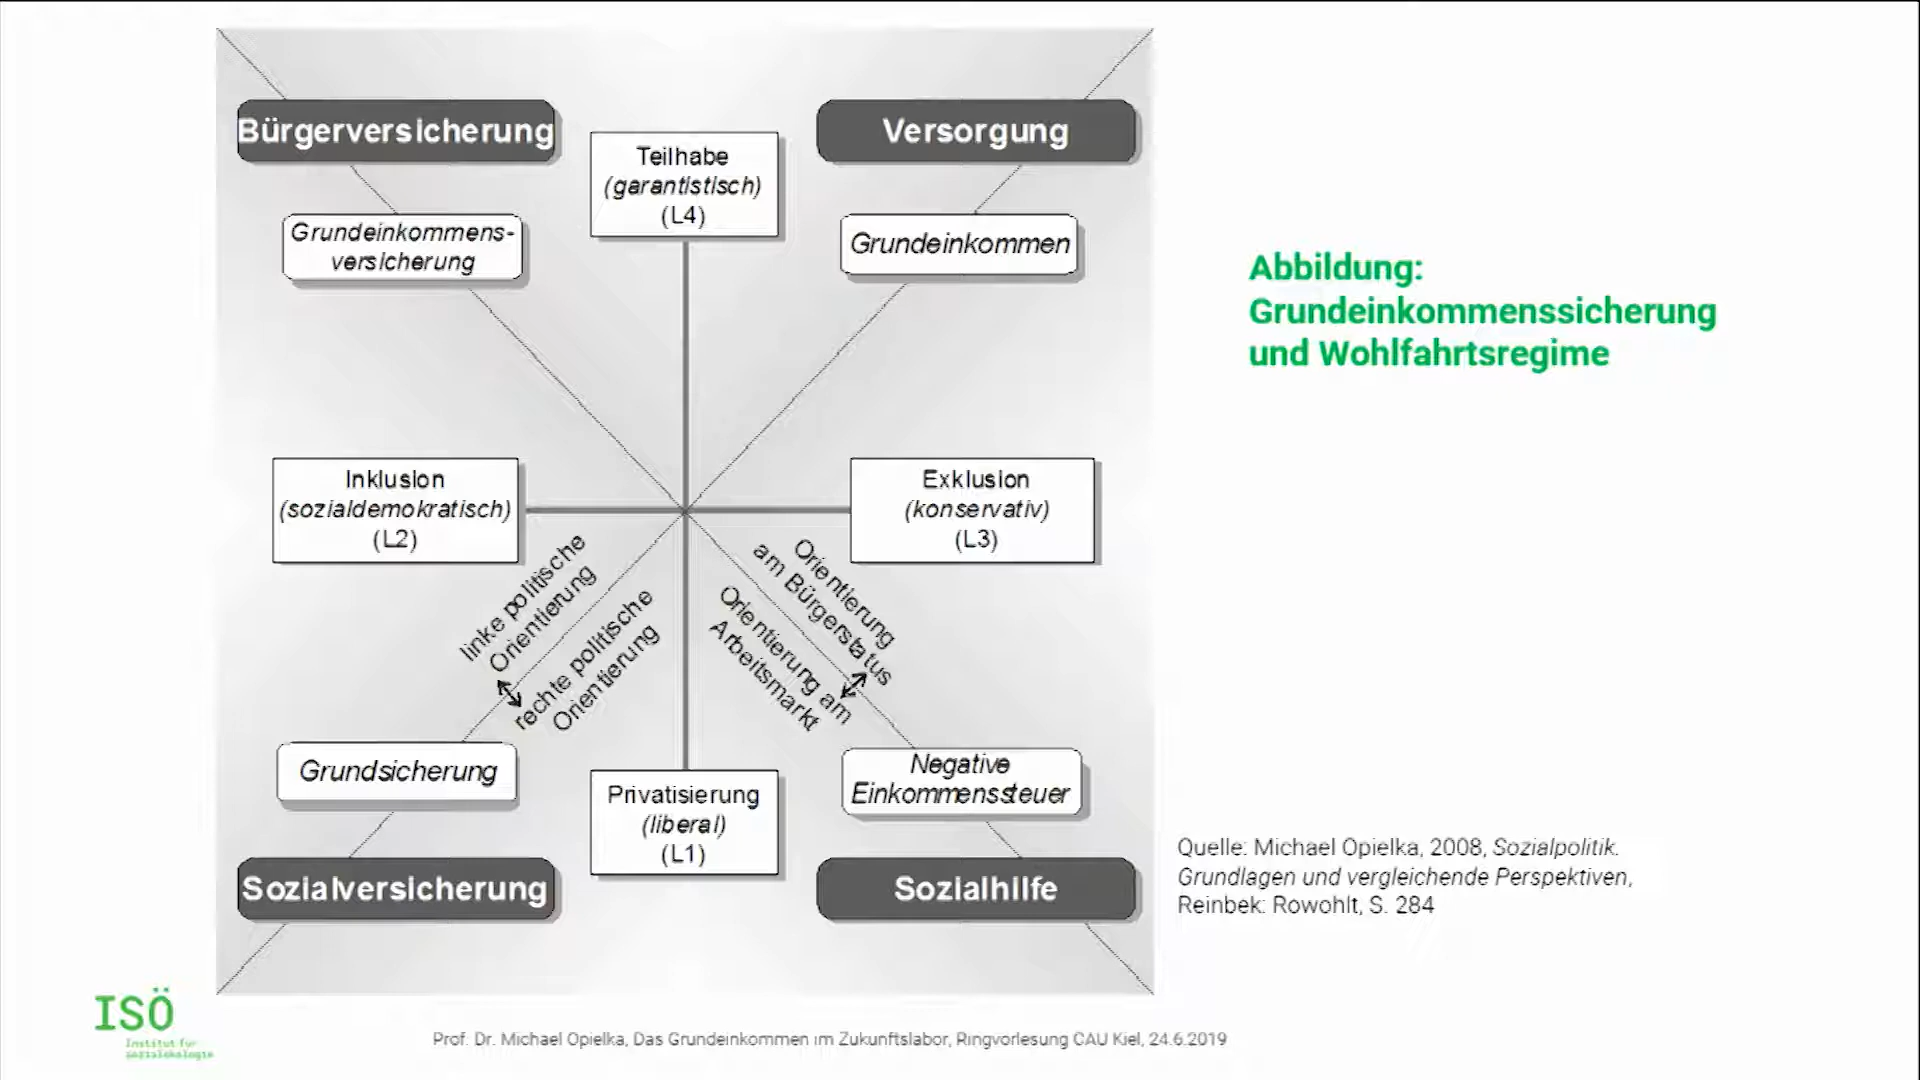 Bürgerversicherung
Versorgung
Teilhabe
(garantistisch)
(L4)
Grundeinkommens-
versicherung
Grundeinkommen
Abbildung:
Grundeinkommenssicherung
und Wohlfahrtsregime
Inklusion
(sozialdemokratisch)
(L2)
Exklusion
(konservativ)
(L3)
linke politische
Orientierung
rechte politische
Orientierung
Orientierung
am Bürgerstatus
Orientierung am
Arbeitsmarkt
Grundsicherung
Privatisierung
(liberal)
(L1)
Negative
Einkommenssteuer
Sozialversicherung
Sozialhilfe
Quelle: Michael Opielka, 2008, Sozialpolitik.
Grundlagen und vergleichende Perspektiven,
Reinbek: Rowohlt, S. 284
ISÖ
Institut für
sozialökologie
Prof. Dr. Michael Opielka, Das Grundeinkommen im Zukunftslabor, Ringvorlesung CAU Kiel, 24.6.2019